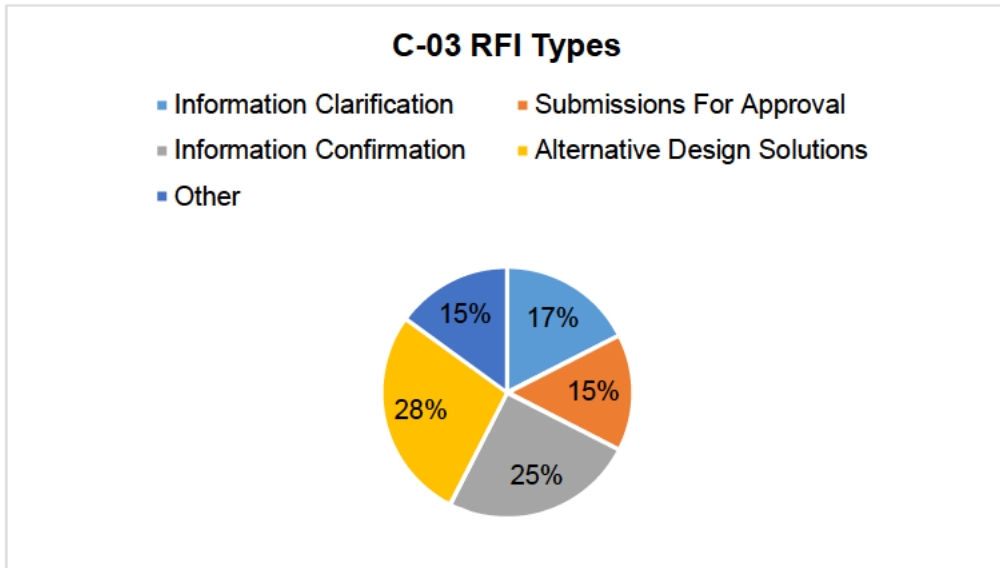 C-03 RFI Types
Information Clarification Submissions For Approval
Information Confirmation Alternative Design Solutions
Other
15% 17%
15%
28%
25%